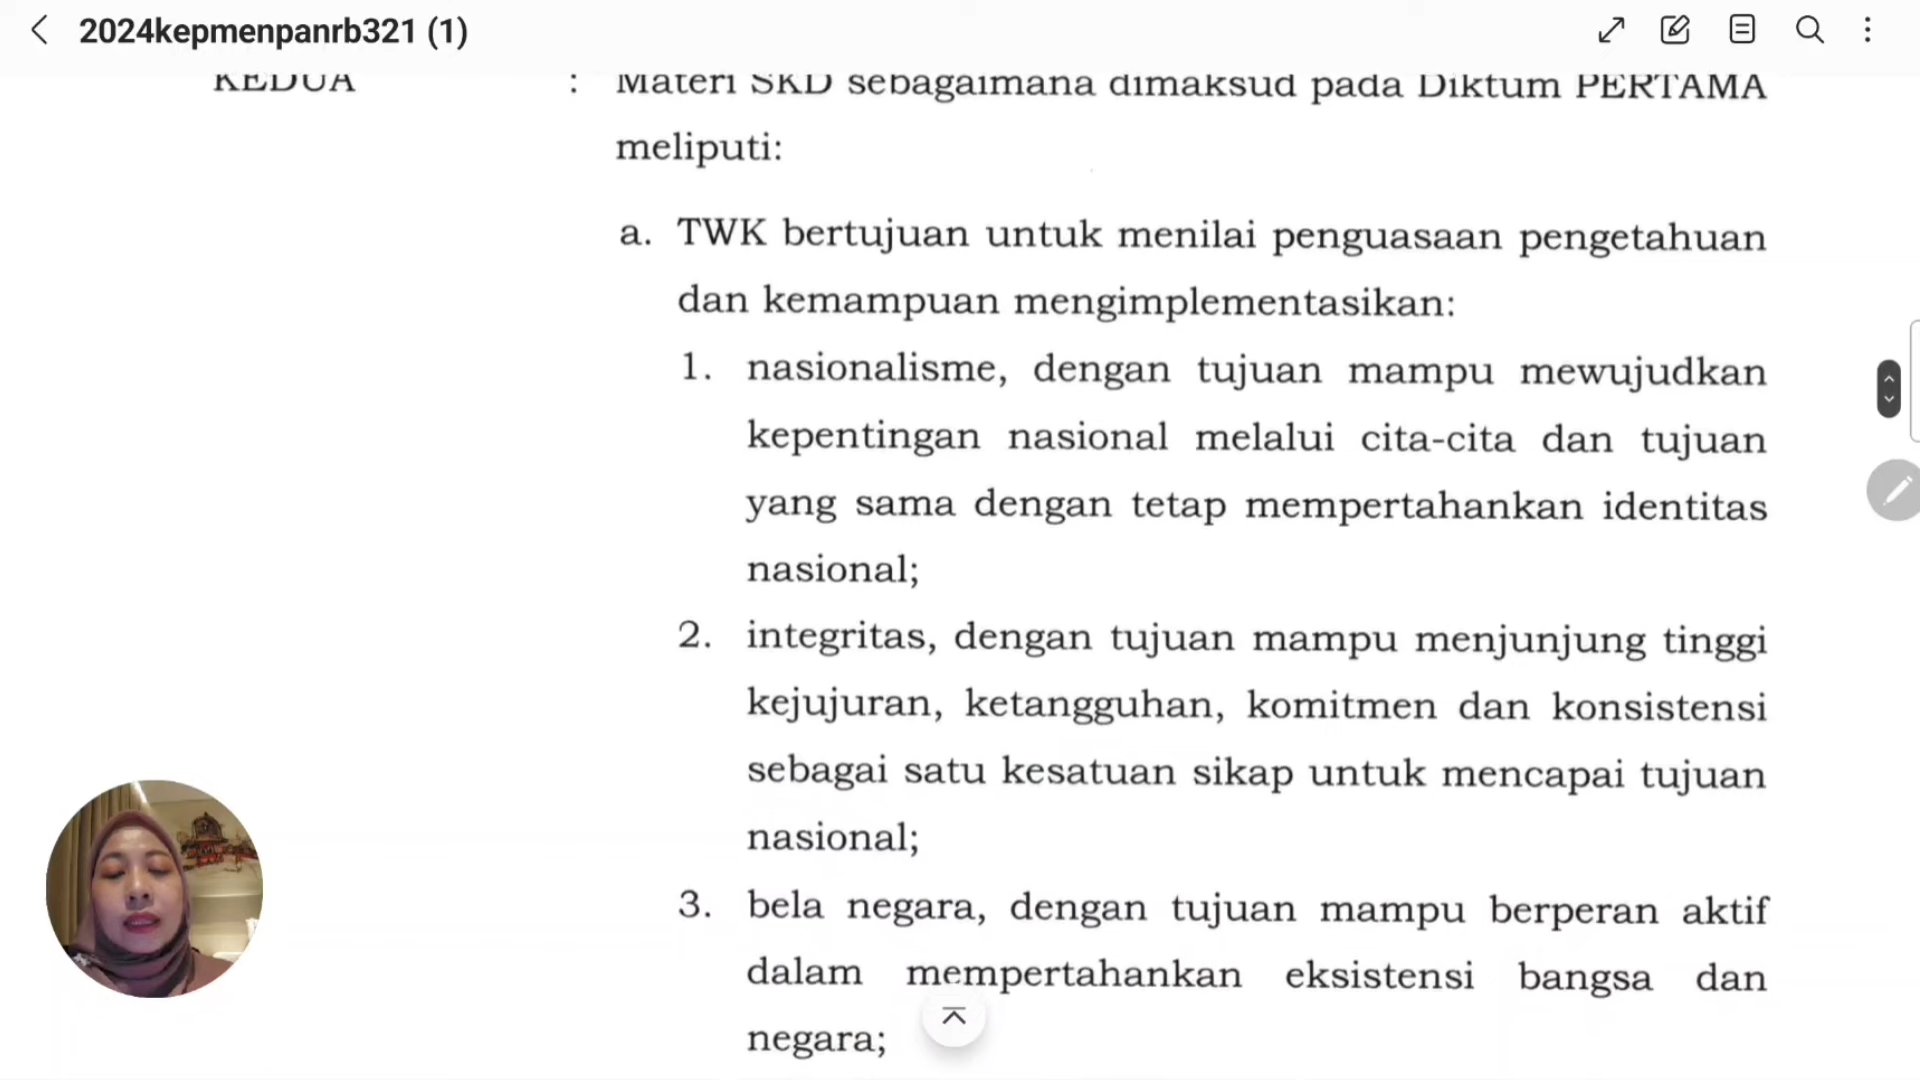 2024kepmenpanrb321 (1)
KEDUA : Materi SKD sebagaimana dimaksud pada Diktum PERTAMA
meliputi:
a. TWK bertujuan untuk menilai penguasaan pengetahuan
dan kemampuan mengimplementasikan:
1. nasionalisme, dengan tujuan mampu mewujudkan
kepentingan nasional melalui cita-cita dan tujuan
yang sama dengan tetap mempertahankan identitas
nasional;
2. integritas, dengan tujuan mampu menjunjung tinggi
kejujuran, ketangguhan, komitmen dan konsistensi
sebagai satu kesatuan sikap untuk mencapai tujuan
nasional;
3. bela negara, dengan tujuan mampu berperan aktif
dalam mempertahankan eksistensi bangsa dan
negara;